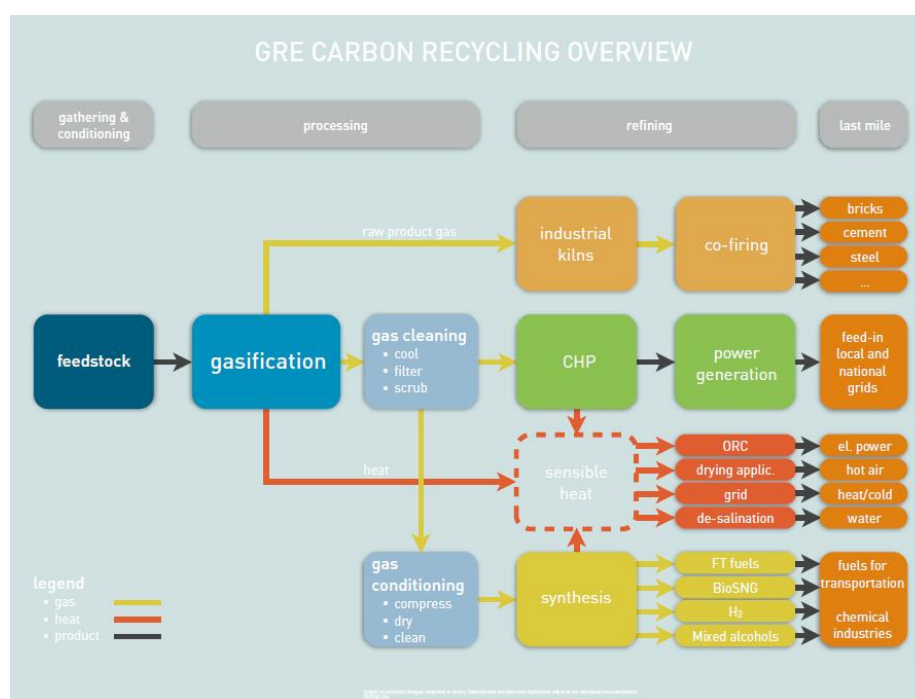 GRE CARBON RECYCLING OVERVIEW
gathering &
conditioning
processing
refining
last mile
raw product gas
industrial
kilns
co-firing
bricks
cement
steel
...
feedstock
gasification
gas cleaning
• cool
• filter
• scrub
CHP
power
generation
feed-in
local and
national
grids
heat
sensible
heat
ORC
drying applic.
grid
de-salination
el. power
hot air
heat/cold
water
gas
conditioning
• compress
• dry
• clean
synthesis
FT fuels
BioSNG
H₂
Mixed alcohols
fuels for
transportation
chemical
industries
legend
• gas
• heat
• product